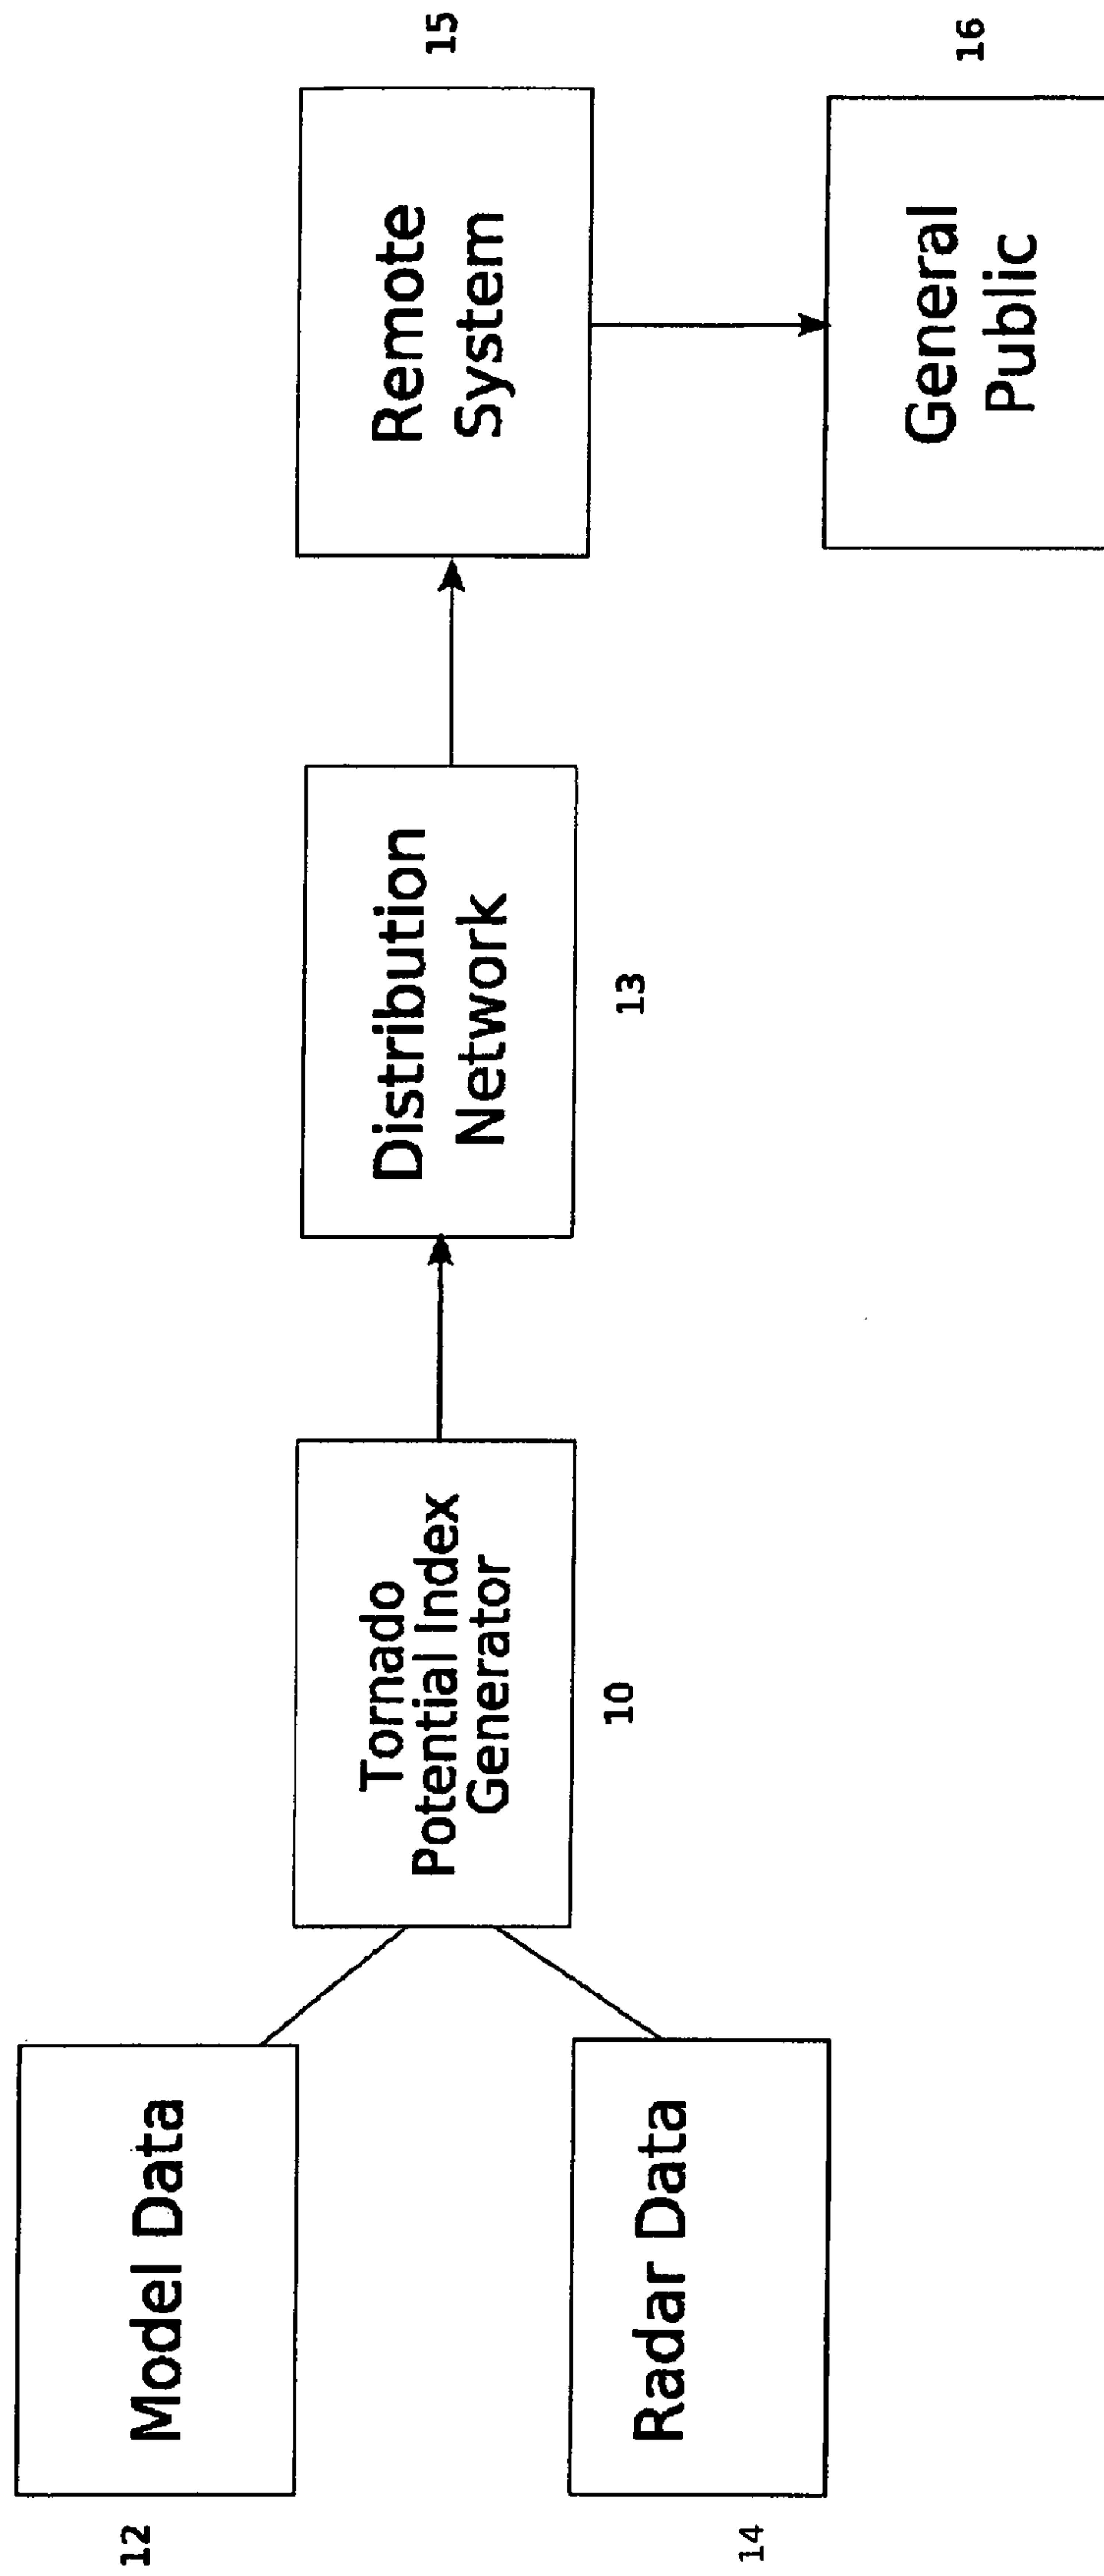 12
Model Data
Radar Data
14
Tornado
Potential Index
Generator
10
Distribution
Network
13
Remote
System
15
General
Public
16